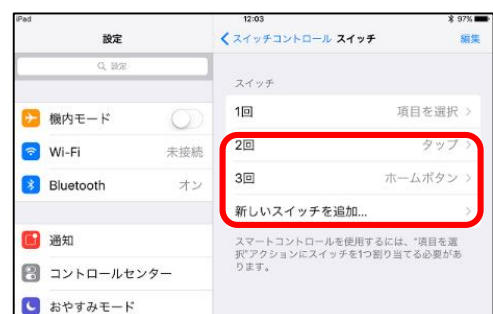 iPad 12:03 97%
設定
スイッチコントロール スイッチ 編集
設定
スイッチ
1回 項目を選択
機内モード
2回 タップ
Wi-Fi 未接続
3回 ホームボタン
Bluetooth オン
新しいスイッチを追加...
スマートコントロールを使用するには、"項目を選
択"アクションにスイッチを1つ割り当てる必要があ
ります。
通知
コントロールセンター
おやすみモード